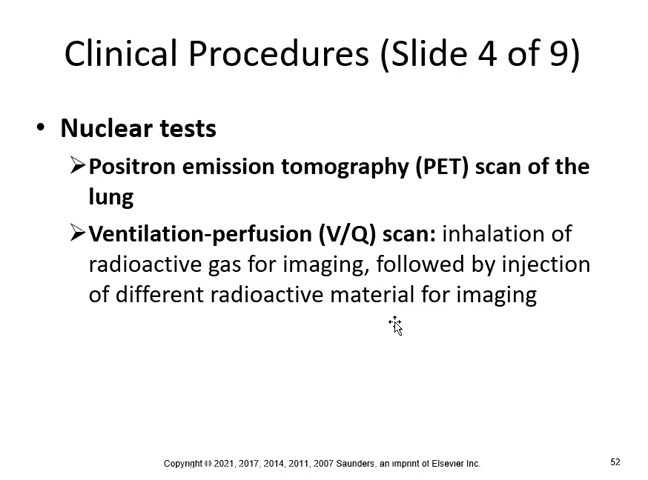 Clinical Procedures (Slide 4 of 9)
• Nuclear tests
➢Positron emission tomography (PET) scan of the
lung
➢Ventilation-perfusion (V/Q) scan: inhalation of
radioactive gas for imaging, followed by injection
of different radioactive material for imaging
Copyright © 2021, 2017, 2014, 2011, 2007 Saunders, an imprint of Elsevier Inc.
52